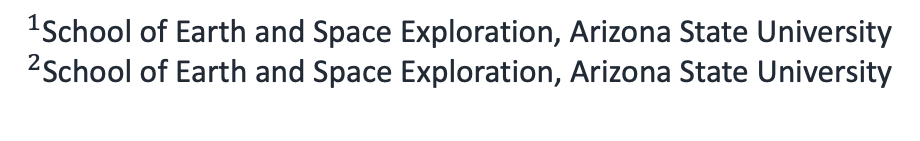 ¹School of Earth and Space Exploration, Arizona State University
²School of Earth and Space Exploration, Arizona State University